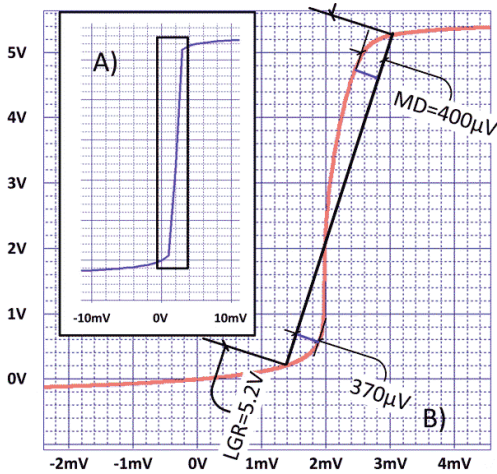 A)
-10mV 0V 10mV
5V
4V
3V
2V
1V
0V
MD=400µV
370µV
LGR=5.2V
B)
-2mV -1mV 0V 1mV 2mV 3mV 4mV